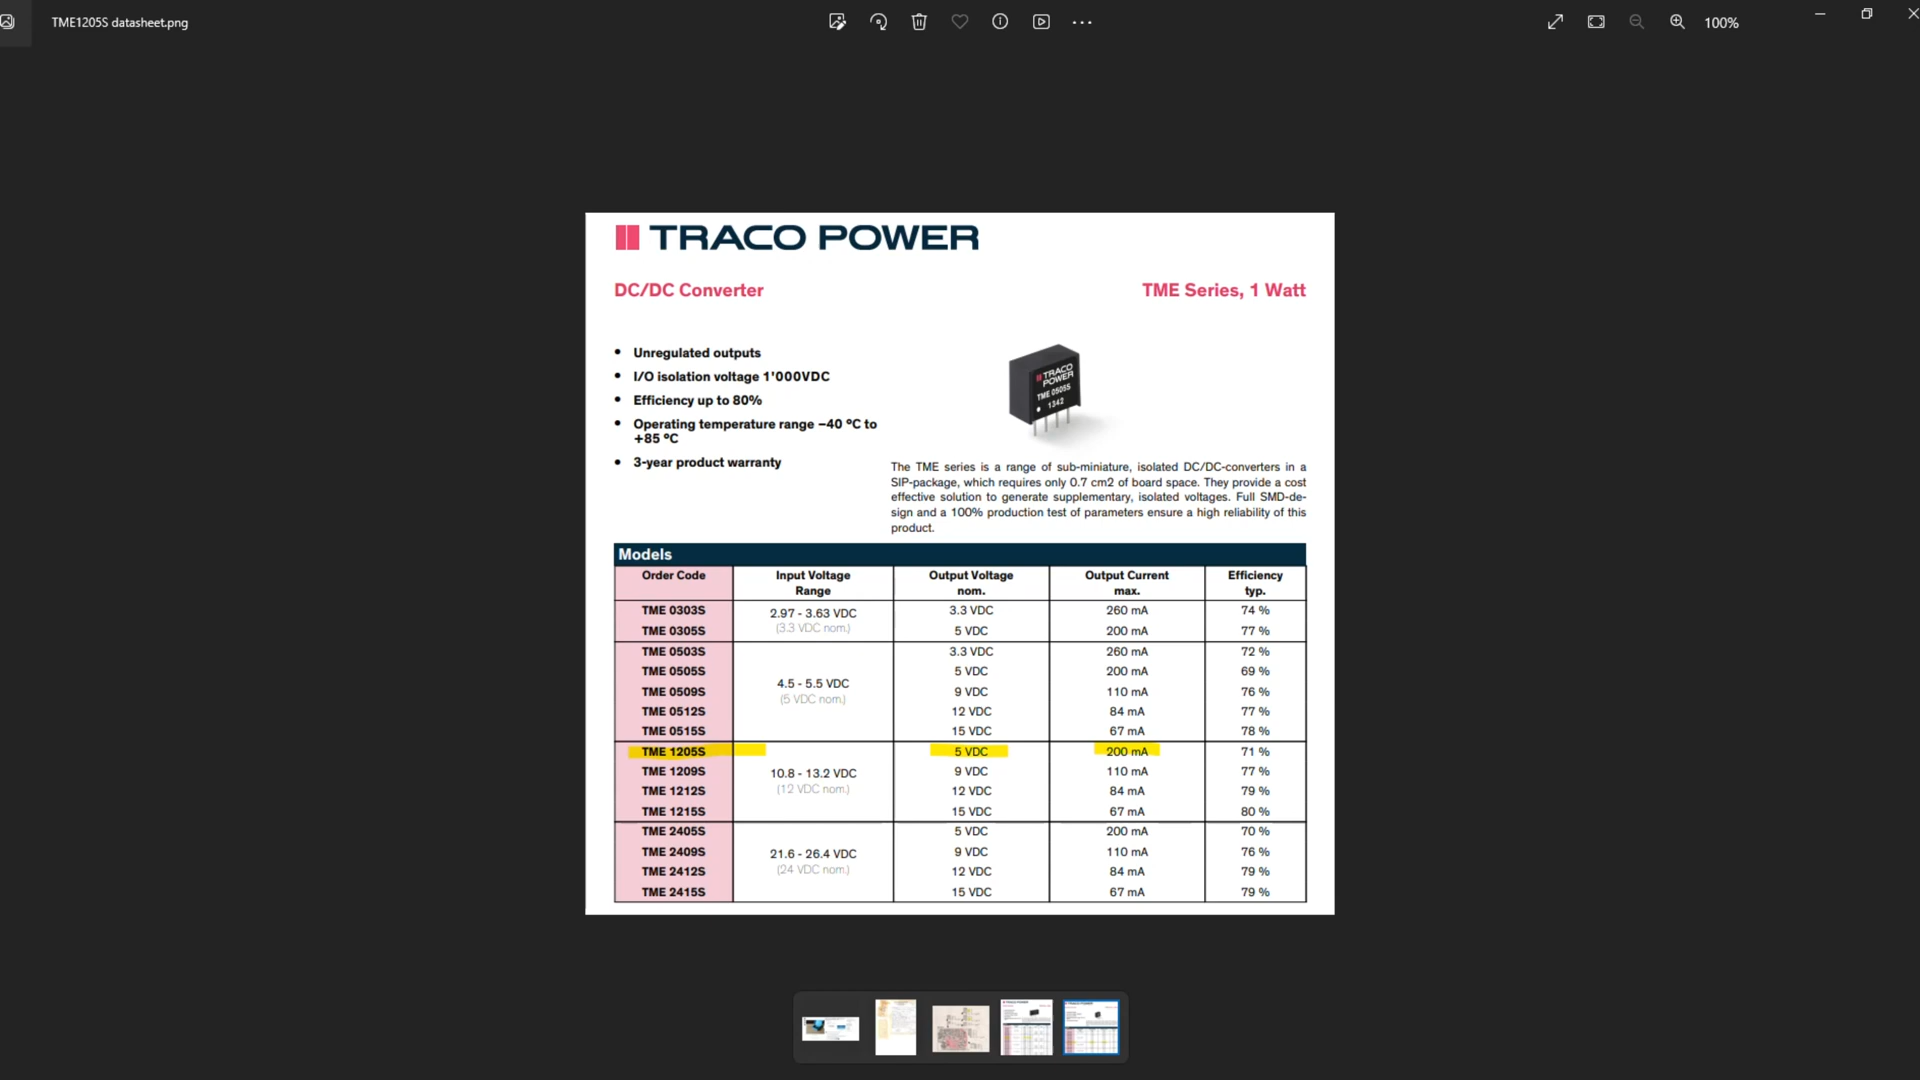 TME1205S datasheet.png
100%
TRACO POWER
DC/DC Converter
TME Series, 1 Watt
• Unregulated outputs
• I/O isolation voltage 1'000VDC
• Efficiency up to 80%
• Operating temperature range –40 °C to
+85 °C
• 3-year product warranty
TRACO
POWER
TME 0505S
1342
The TME series is a range of sub-miniature, isolated DC/DC-converters in a
SIP-package, which requires only 0.7 cm2 of board space. They provide a cost
effective solution to generate supplementary, isolated voltages. Full SMD-de-
sign and a 100% production test of parameters ensure a high reliability of this
product.
Models
Order Code Input Voltage Range Output Voltage nom. Output Current max. Efficiency typ.
TME 0303S 2.97 - 3.63 VDC (3.3 VDC nom.) 3.3 VDC 260 mA 74 %
TME 0305S 5 VDC 200 mA 77 %
TME 0503S 3.3 VDC 260 mA 72 %
TME 0505S 5 VDC 200 mA 69 %
TME 0509S 4.5 - 5.5 VDC (5 VDC nom.) 9 VDC 110 mA 76 %
TME 0512S 12 VDC 84 mA 77 %
TME 0515S 15 VDC 67 mA 78 %
TME 1205S 5 VDC 200 mA 71 %
TME 1209S 10.8 - 13.2 VDC (12 VDC nom.) 9 VDC 110 mA 77 %
TME 1212S 12 VDC 84 mA 79 %
TME 1215S 15 VDC 67 mA 80 %
TME 2405S 5 VDC 200 mA 70 %
TME 2409S 21.6 - 26.4 VDC (24 VDC nom.) 9 VDC 110 mA 76 %
TME 2412S 12 VDC 84 mA 79 %
TME 2415S 15 VDC 67 mA 79 %